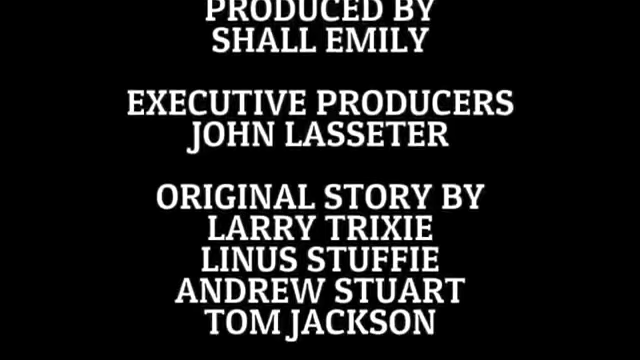 PRODUCED BY
SHALL EMILY
EXECUTIVE PRODUCERS
JOHN LASSETER
ORIGINAL STORY BY
LARRY TRIXIE
LINUS STUFFIE
ANDREW STUART
TOM JACKSON